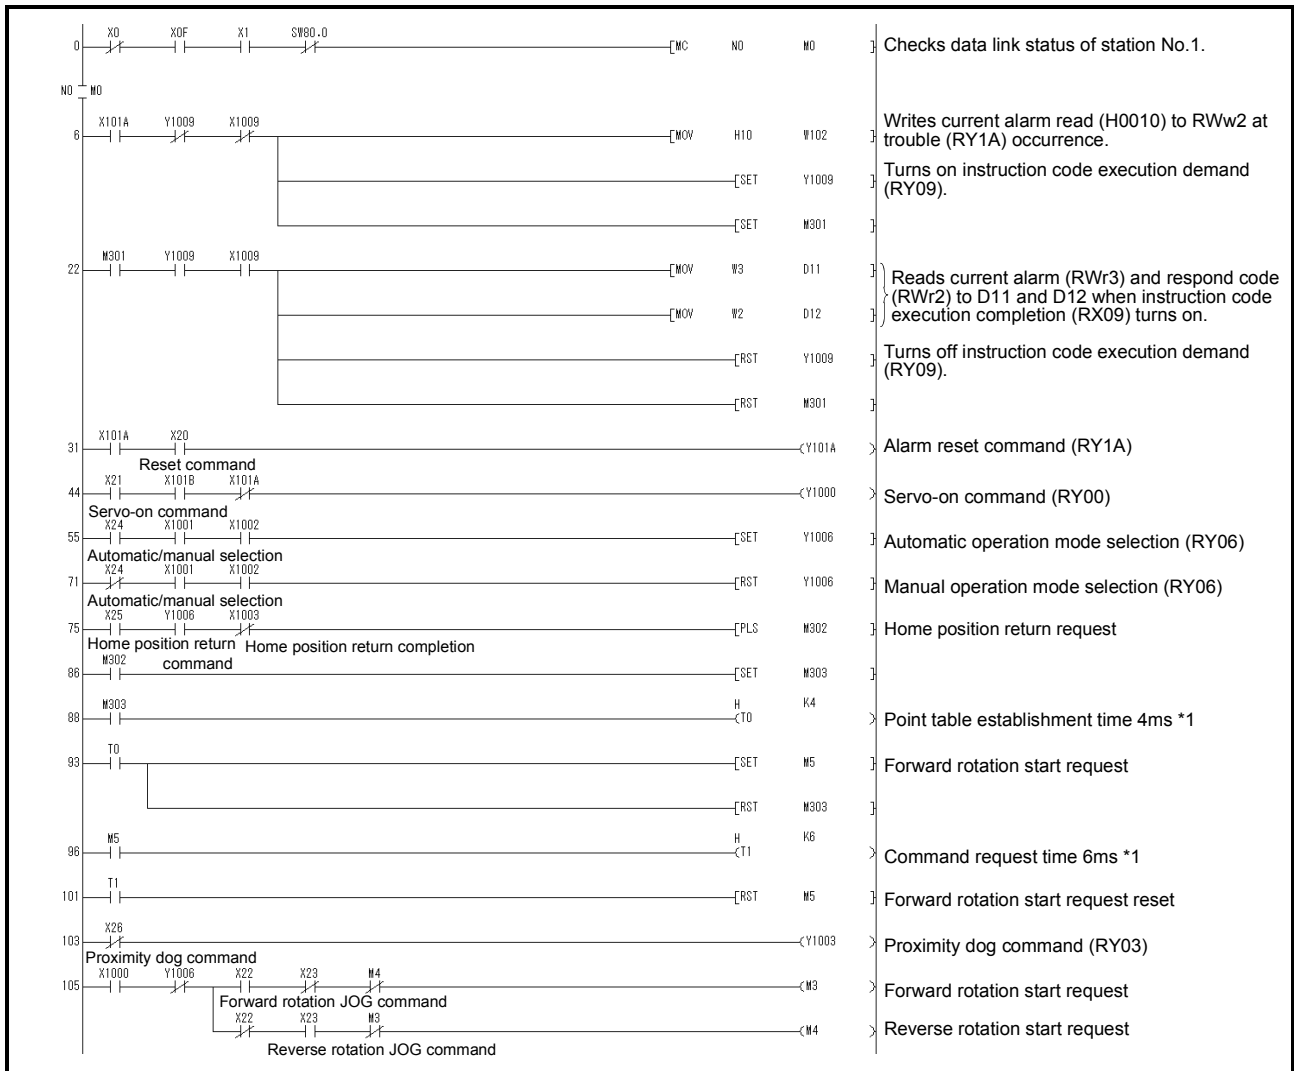 X0 X0F X1 SW80.0
0 [MC N0 M0 ] Checks data link status of station No.1.
N0 M0
X101A Y1009 X1009
6 [MOV H10 W102 ] Writes current alarm read (H0010) to RWw2 at
trouble (RY1A) occurrence.
[SET Y1009 ] Turns on instruction code execution demand
(RY09).
[SET M301 ]
M301 Y1009 X1009
22 [MOV W3 D11 ] Reads current alarm (RWr3) and respond code
(RWr2) to D11 and D12 when instruction code
[MOV W2 D12 ] execution completion (RX09) turns on.
[RST Y1009 ] Turns off instruction code execution demand
(RY09).
[RST M301 ]
X101A X20
31 (Y101A ) Alarm reset command (RY1A)
Reset command
X21 X101B X101A
44 (Y1000 ) Servo-on command (RY00)
Servo-on command
X24 X1001 X1002
55 [SET Y1006 ] Automatic operation mode selection (RY06)
Automatic/manual selection
X24 X1001 X1002
71 [RST Y1006 ] Manual operation mode selection (RY06)
Automatic/manual selection
X25 Y1006 X1003
75 [PLS M302 ] Home position return request
Home position return command Home position return completion
M302
86 [SET M303 ]
M303 H K4
88 (T0 ) Point table establishment time 4ms *1
T0
93 [SET M5 ] Forward rotation start request
[RST M303 ]
M5 H K6
96 (T1 ) Command request time 6ms *1
T1
101 [RST M5 ] Forward rotation start request reset
X26
103 (Y1003 ) Proximity dog command (RY03)
Proximity dog command
X1000 Y1006 X22 X23 M4
105 (M3 ) Forward rotation start request
Forward rotation JOG command
X22 X23 M3
(M4 ) Reverse rotation start request
Reverse rotation JOG command